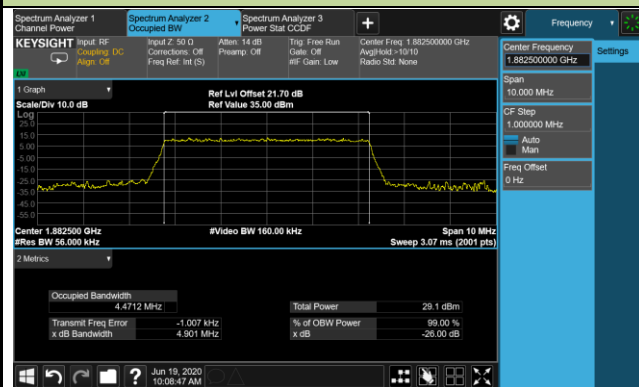 Spectrum Analyzer 1
Channel Power
Spectrum Analyzer 2
Occupied BW
Spectrum Analyzer 3
Power Stat CCDF
+
Frequency
KEYSIGHT
Input: RF
Coupling: DC
Align: Off
Input Z: 50 Ω
Corrections: Off
Freq Ref: Int (S)
Atten: 14 dB
Preamp: Off
Trig: Free Run
Gate: Off
#IF Gain: Low
Center Freq: 1.882500000 GHz
Avg|Hold:>10/10
Radio Std: None
LXI
Center Frequency
1.882500000 GHz
Settings
Span
10.000 MHz
CF Step
1.000000 MHz
Auto
Man
Freq Offset
0 Hz
1 Graph
Scale/Div 10.0 dB
Ref Lvl Offset 21.70 dB
Ref Value 35.00 dBm
Log
25.0
15.0
5.00
-5.00
-15.0
-25.0
-35.0
-45.0
-55.0
Center 1.882500 GHz
#Video BW 160.00 kHz
Span 10 MHz
#Res BW 56.000 kHz
Sweep 3.07 ms (2001 pts)
2 Metrics
Occupied Bandwidth
4.4712 MHz
Total Power
29.1 dBm
Transmit Freq Error
-1.007 kHz
% of OBW Power
99.00 %
x dB Bandwidth
4.901 MHz
x dB
-26.00 dB
?
Jun 19, 2020
10:08:47 AM